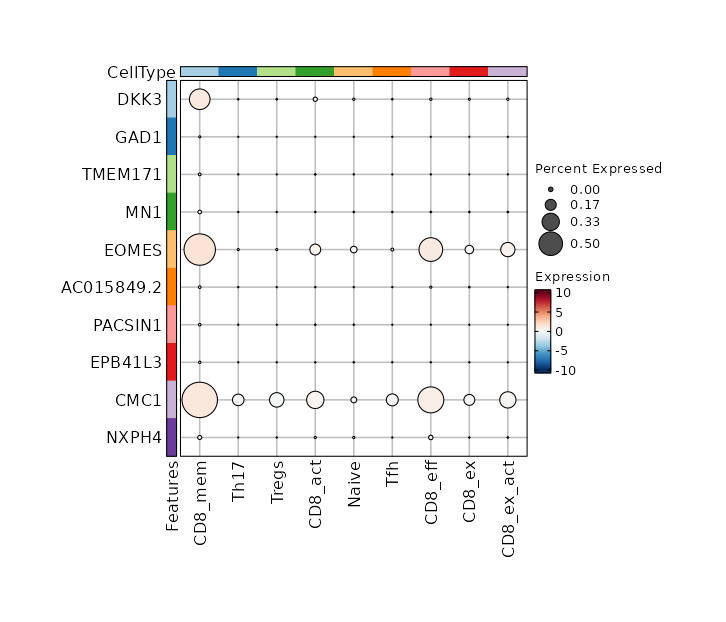 CellType
DKK3
GAD1
TMEM171
MN1
EOMES
AC015849.2
PACSIN1
EPB41L3
CMC1
NXPH4
Features
CD8_mem
Th17
Tregs
CD8_act
Naive
Tfh
CD8_eff
CD8_ex
CD8_ex_act
Percent Expressed
0.00
0.17
0.33
0.50
Expression
10
5
0
-5
-10